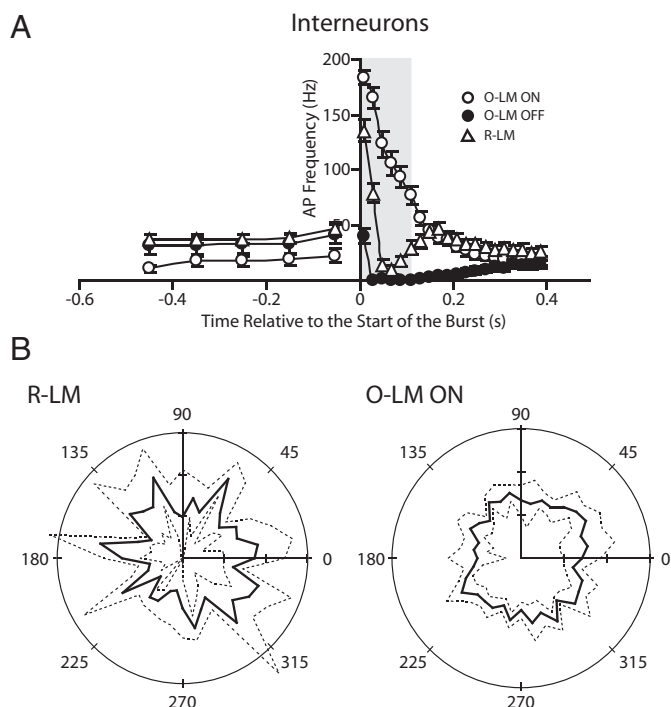 A
Interneurons
AP Frequency (Hz)
200
150
100
50
0
O-LM ON
O-LM OFF
R-LM
-0.6 -0.4 -0.2 0 0.2 0.4
Time Relative to the Start of the Burst (s)
B
R-LM
90
135 45
180 0
225 315
270
O-LM ON
90
135 45
180 0
225 315
270